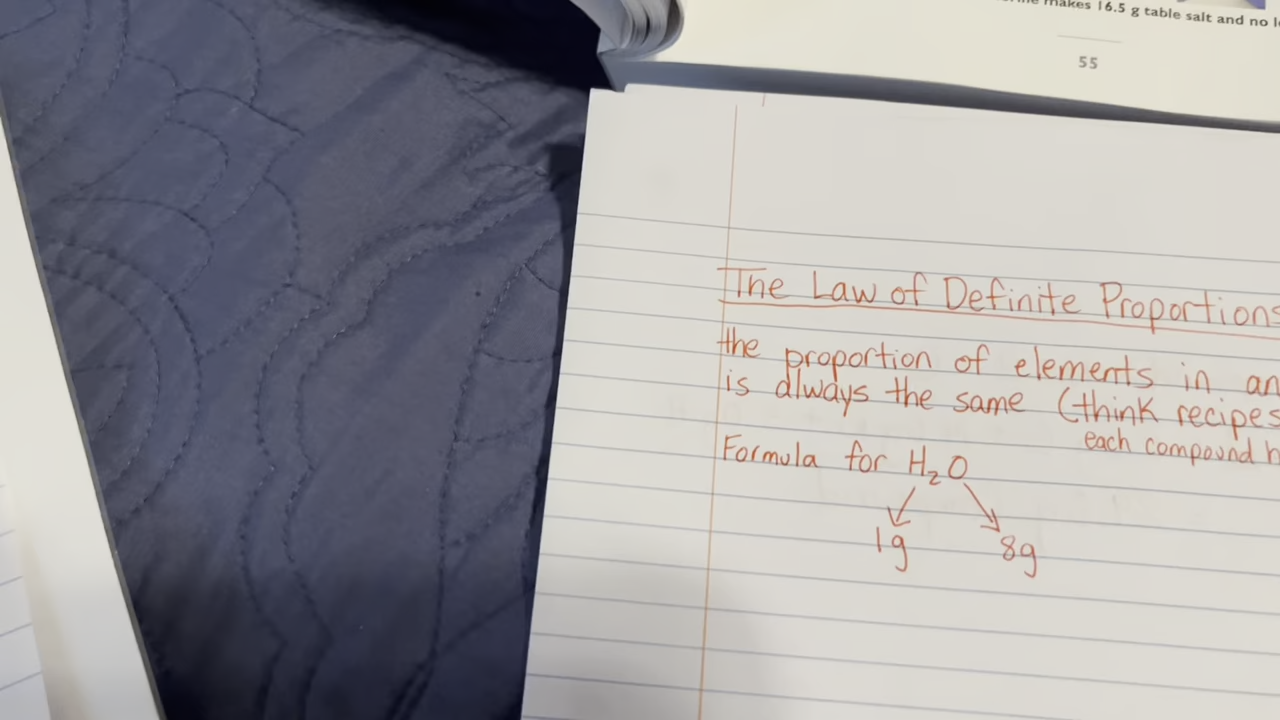 makes 16.5 g table salt and no
55
The Law of Definite Proportions
the proportion of elements in an
is always the same (think recipes
each compound
Formula for H₂O
1g 8g